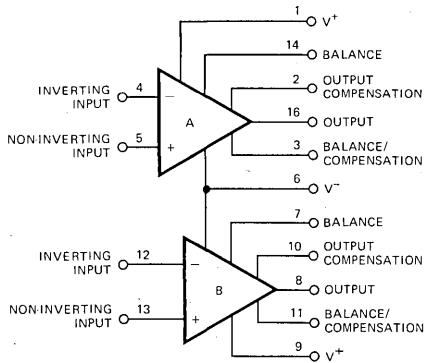 1 V+
14 BALANCE
2 OUTPUT
COMPENSATION
INVERTING
INPUT
4
−
A
16 OUTPUT
NON-INVERTING
INPUT
5
+
3 BALANCE/
COMPENSATION
6 V−
7 BALANCE
10 OUTPUT
COMPENSATION
INVERTING
INPUT
12
−
B
8 OUTPUT
NON-INVERTING
INPUT
13
+
11 BALANCE/
COMPENSATION
9 V+